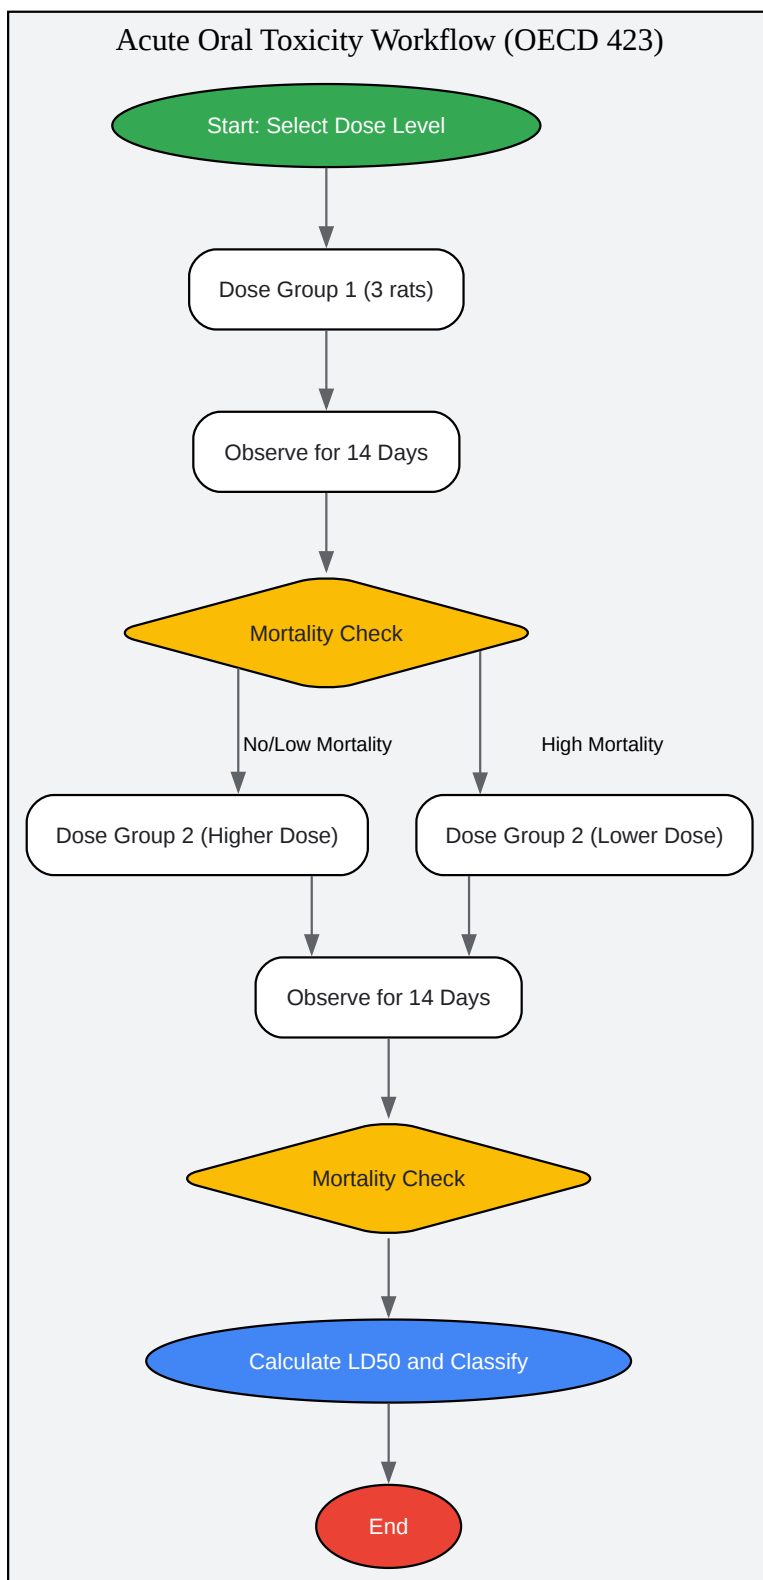 Acute Oral Toxicity Workflow (OECD 423)
Start: Select Dose Level
Dose Group 1 (3 rats)
Observe for 14 Days
Mortality Check
No/Low Mortality
High Mortality
Dose Group 2 (Higher Dose)
Dose Group 2 (Lower Dose)
Observe for 14 Days
Mortality Check
Calculate LD50 and Classify
End